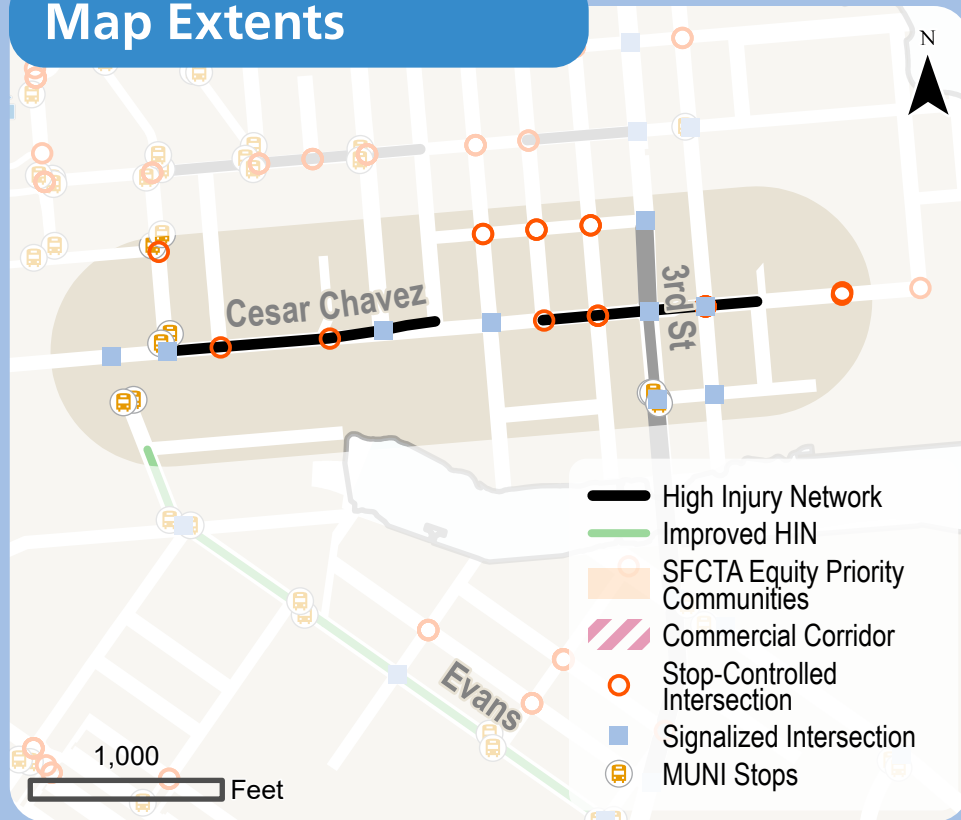 Map Extents
N
Cesar Chavez
3rd St
Evans
High Injury Network
Improved HIN
SFCTA Equity Priority
Communities
Commercial Corridor
Stop-Controlled
Intersection
Signalized Intersection
MUNI Stops
1,000
Feet